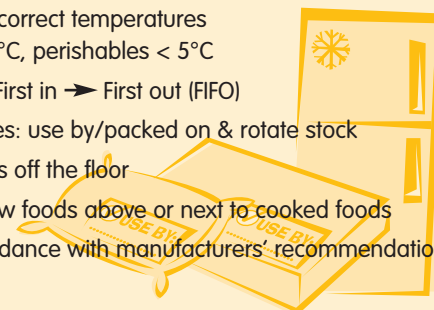 correct temperatures
°C, perishables < 5°C
First in ➔ First out (FIFO)
es: use by/packed on & rotate stock
s off the floor
w foods above or next to cooked foods
USE BY:
USE BY:
dance with manufacturers' recommendatio